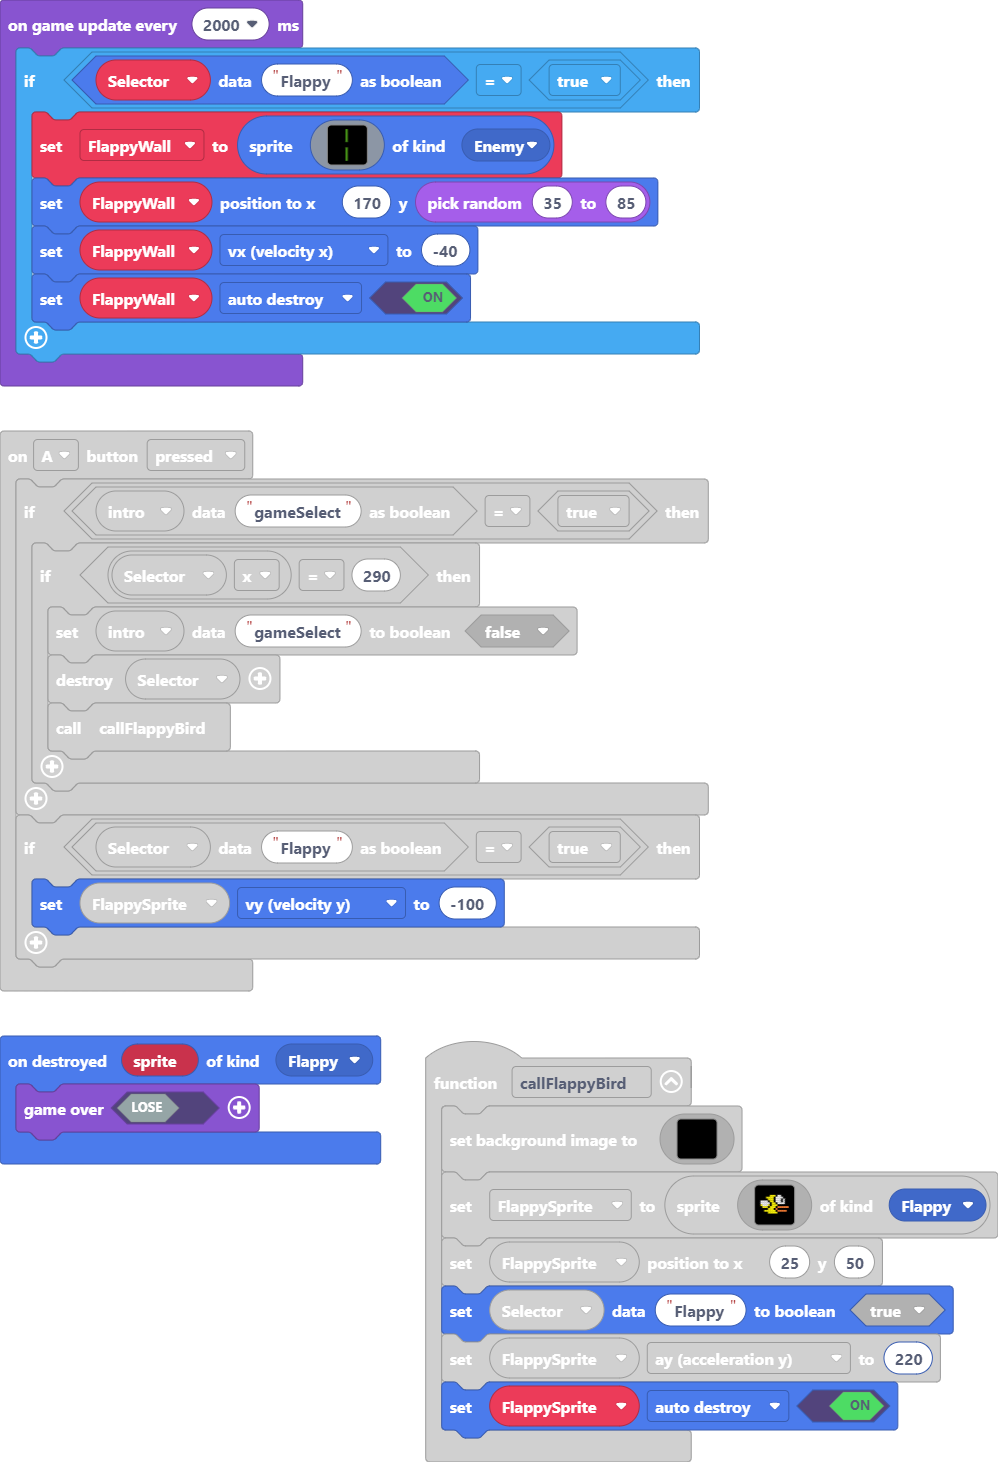 on game update every 2000 ms
if Selector data "Flappy" as boolean = true then
set FlappyWall to sprite of kind Enemy
set FlappyWall position to x 170 y pick random 35 to 85
set FlappyWall vx (velocity x) to -40
set FlappyWall auto destroy ON
on A button pressed
if intro data "gameSelect" as boolean = true then
if Selector x = 290 then
set intro data "gameSelect" to boolean false
destroy Selector
call callFlappyBird
if Selector data "Flappy" as boolean = true then
set FlappySprite vy (velocity y) to -100
on destroyed sprite of kind Flappy
game over LOSE
function callFlappyBird
set background image to
set FlappySprite to sprite of kind Flappy
set FlappySprite position to x 25 y 50
set Selector data "Flappy" to boolean true
set FlappySprite ay (acceleration y) to 220
set FlappySprite auto destroy ON